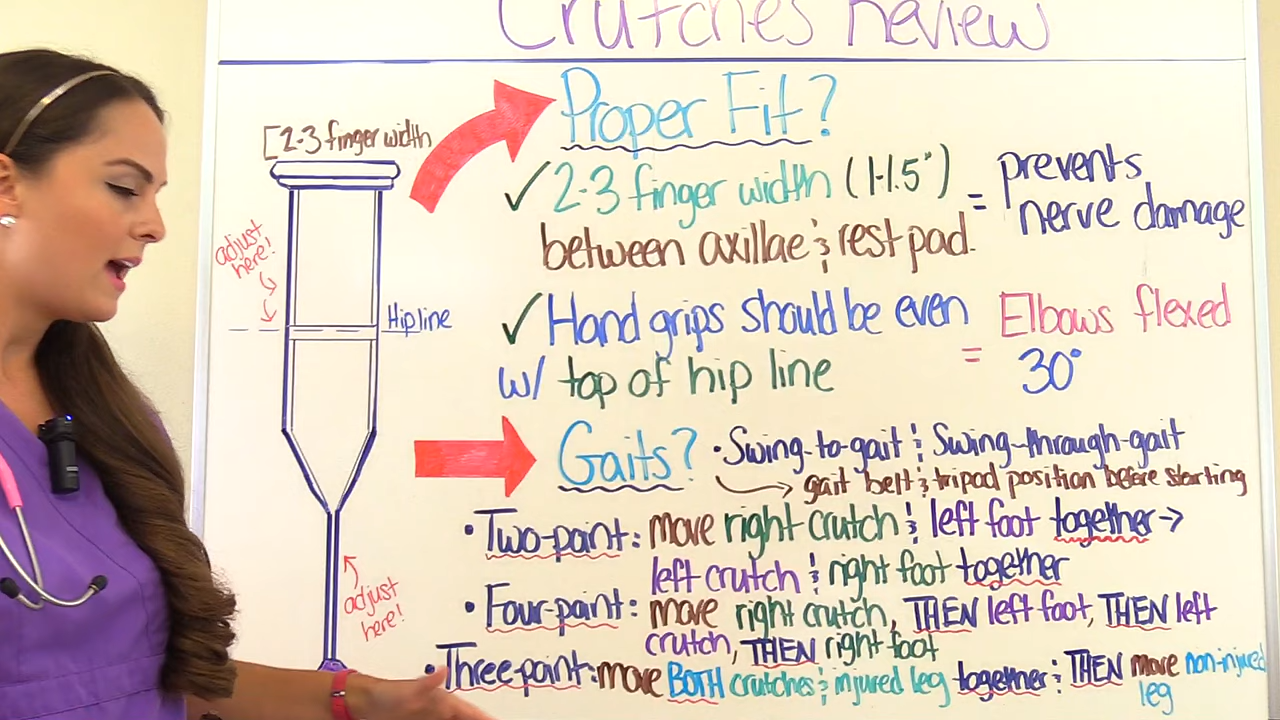 Crutches Review
[2-3 finger width
adjust
here!
Hip line
adjust
here!
Proper Fit?
✓ 2-3 finger width (1-1.5")
between axillae & rest pad.
= prevents
nerve damage
✓ Hand grips should be even
w/ top of hip line
= Elbows flexed
30°
Gaits? • Swing-to-gait & Swing-through-gait
gait belt & tripod position before starting
• Two-point: move right crutch & left foot together →
left crutch & right foot together
• Four-point: move right crutch, THEN left foot, THEN left
crutch, THEN right foot
• Three point: move BOTH crutches & injured leg together & THEN move non-injured
leg